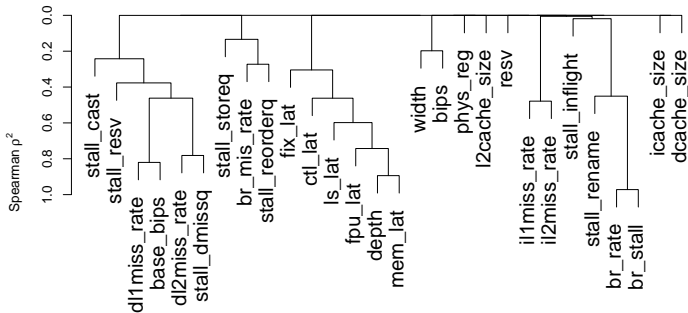 Spearman ρ²
0.0
0.2
0.4
0.6
0.8
1.0
stall_cast
stall_resv
dl1miss_rate
base_bips
dl2miss_rate
stall_dmissq
stall_storeq
br_mis_rate
stall_reorderq
fix_lat
ctl_lat
ls_lat
fpu_lat
depth
mem_lat
width
bips
phys_reg
l2cache_size
resv
il1miss_rate
il2miss_rate
stall_inflight
stall_rename
br_rate
br_stall
icache_size
dcache_size